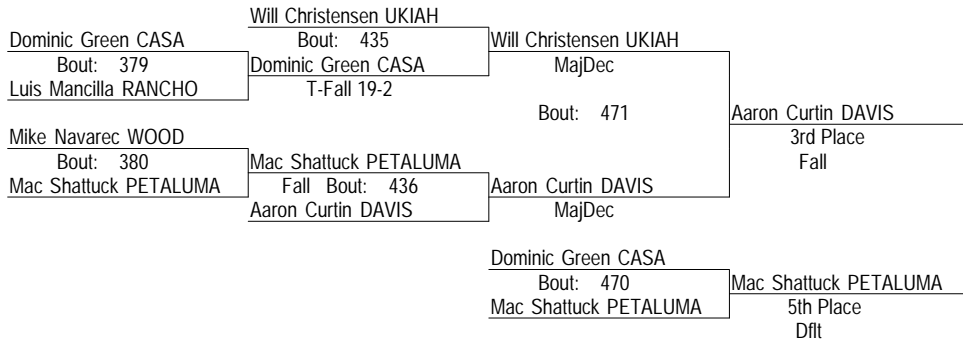 Will Christensen UKIAH
Dominic Green CASA
Bout: 435
Will Christensen UKIAH
Bout: 379
Dominic Green CASA
MajDec
Luis Mancilla RANCHO
T-Fall 19-2
Bout: 471
Aaron Curtin DAVIS
Mike Navarec WOOD
3rd Place
Bout: 380
Mac Shattuck PETALUMA
Fall
Mac Shattuck PETALUMA
Fall Bout: 436
Aaron Curtin DAVIS
Aaron Curtin DAVIS
MajDec
Dominic Green CASA
Bout: 470
Mac Shattuck PETALUMA
Mac Shattuck PETALUMA
5th Place
Dflt